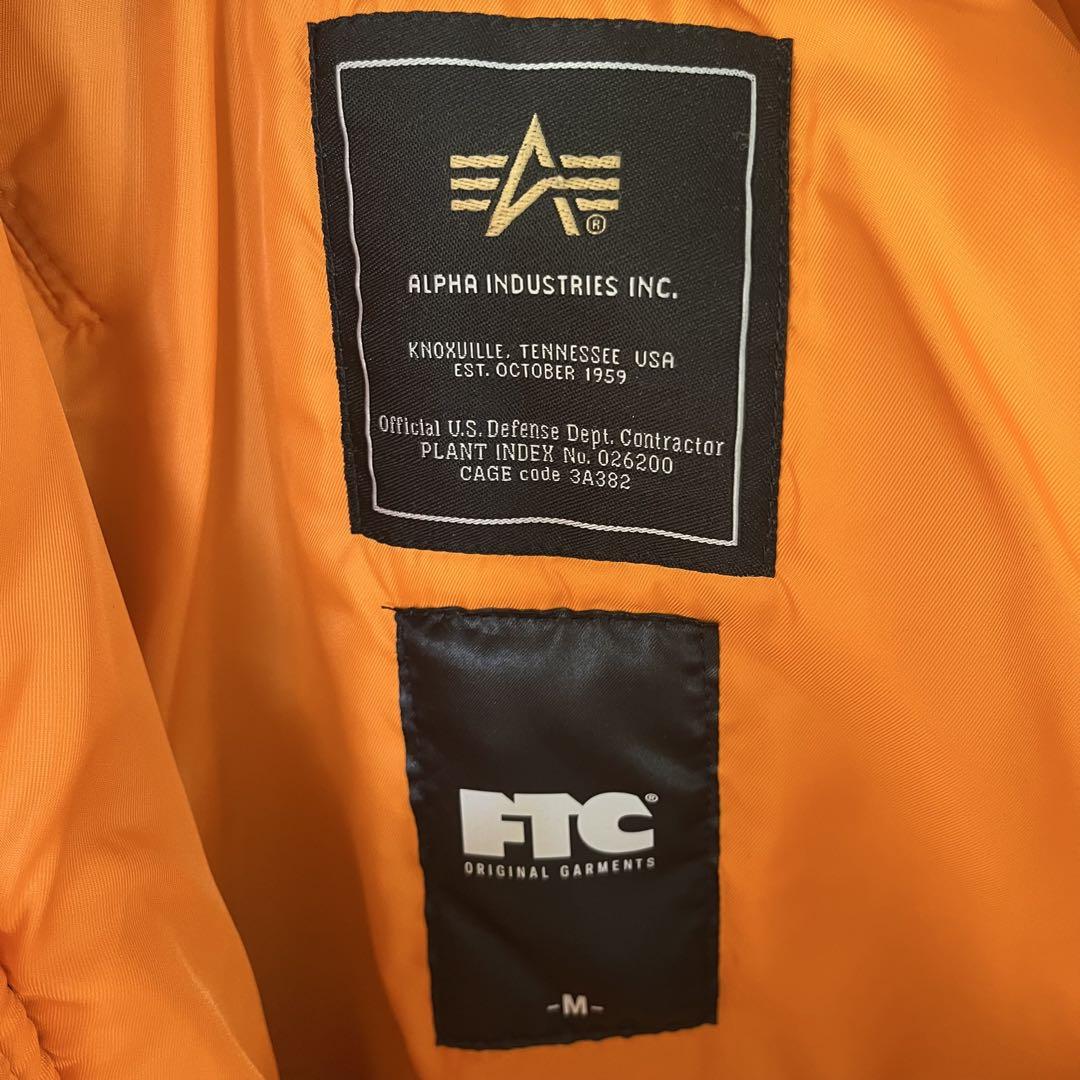 ALPHA INDUSTRIES INC.
KNOXVILLE, TENNESSEE USA
EST. OCTOBER 1959
Official U.S. Defense Dept. Contractor
PLANT INDEX No. 026200
CAGE code 3A382
FTC®
ORIGINAL GARMENTS
-M-